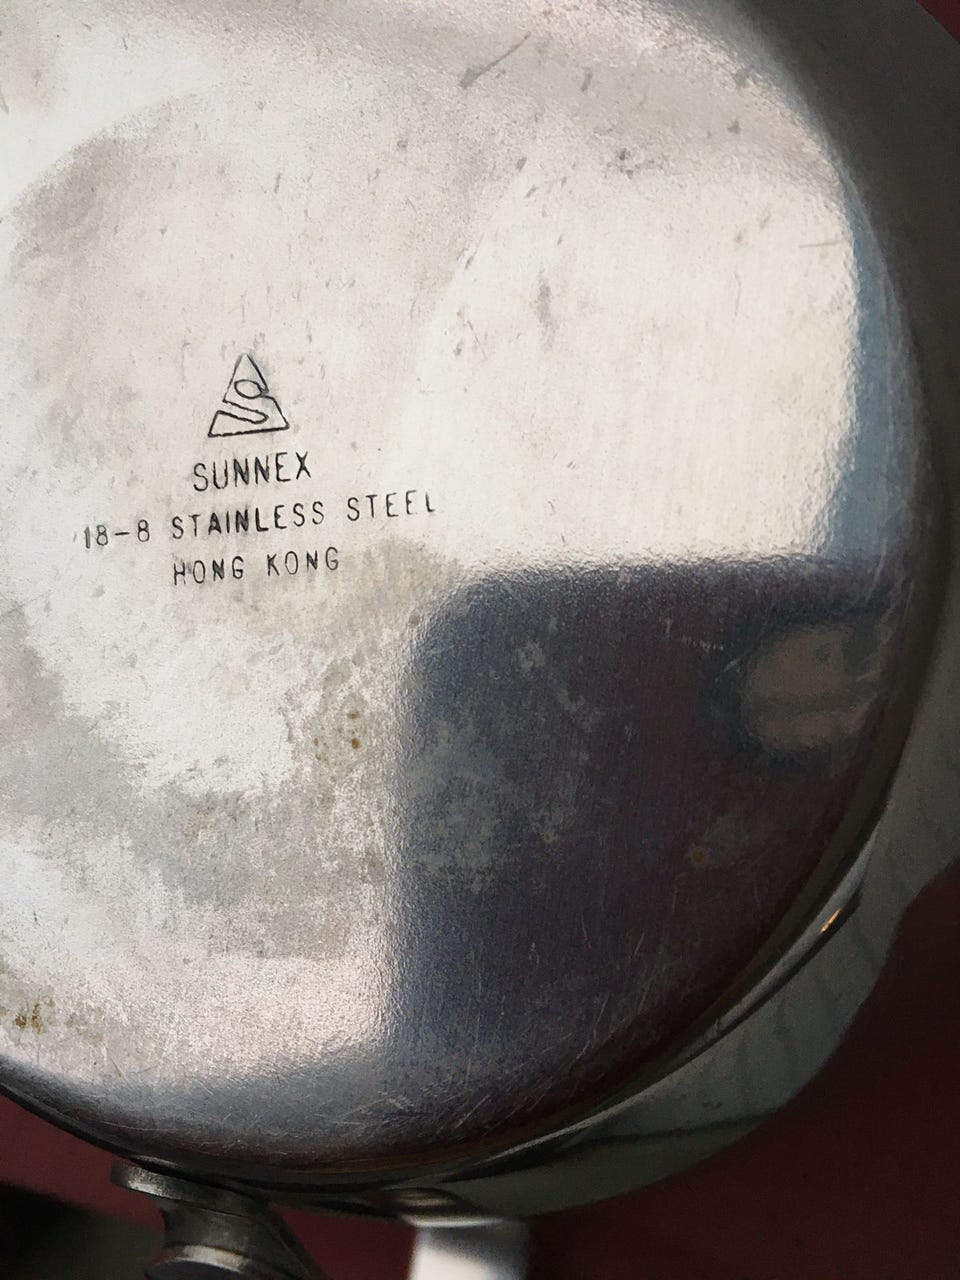 SUNNEX
18-8 STAINLESS STEEL
HONG KONG